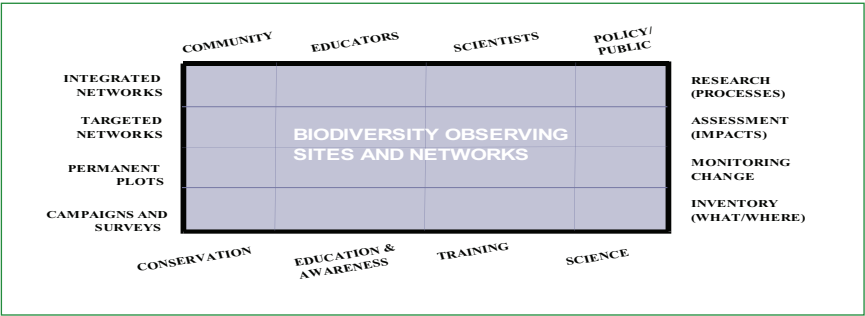 COMMUNITY
EDUCATORS
SCIENTISTS
POLICY/
PUBLIC
INTEGRATED
NETWORKS
TARGETED
NETWORKS
PERMANENT
PLOTS
CAMPAIGNS AND
SURVEYS
BIODIVERSITY OBSERVING
SITES AND NETWORKS
RESEARCH
(PROCESSES)
ASSESSMENT
(IMPACTS)
MONITORING
CHANGE
INVENTORY
(WHAT/WHERE)
CONSERVATION
EDUCATION &
AWARENESS
TRAINING
SCIENCE